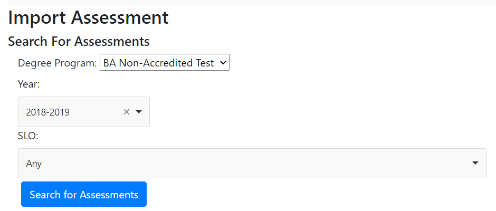 Import Assessment
Search For Assessments
Degree Program: BA Non-Accredited Test
Year:
2018-2019 ×
SLO:
Any
Search for Assessments